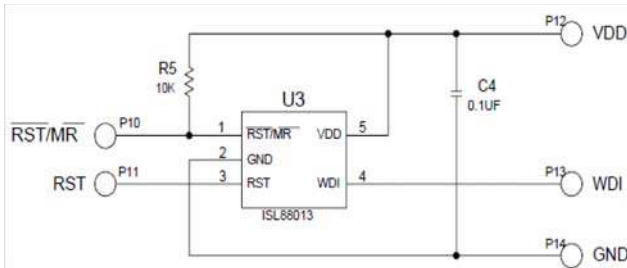 P12 VDD
R5
10K
U3
C4
0.1UF
RST/MR P10 1 RST/MR VDD 5
2 GND
RST P11 3 RST WDI 4 P13 WDI
ISL88013
P14 GND